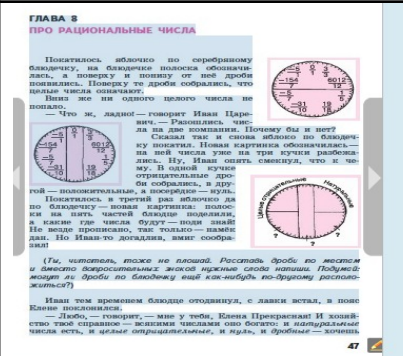 ГЛАВА 8
ПРО РАЦИОНАЛЬНЫЕ ЧИСЛА
Покатилось яблочко по серебряному
блюдечку, на блюдечке полоска обозначи-
лась, а поверху и понизу от неё дроби
появились. Поверху те дроби собрались, что
целые числа означают.
Вниз же ни одного целого числа не
попало.
— Что ж, ладно! — говорит Иван Царе-
вич. — Разошлись чис-
ла на две компании. Почему бы и нет?
Сказал так и снова яблоко по блюдеч-
ку покатил. Новая картинка обозначилась —
на ней числа уже на три кучки разбежа-
лись. Ну, Иван опять смекнул, что к че-
му. В одной кучке
отрицательные дро-
би собрались, в дру-
гой — положительные, а посередке — нуль.
Покатилось в третий раз яблоко да
по блюдечку — новая картинка: полос-
ки на пять частей блюдце поделили,
а какие где числа будут — поди знай!
Не везде прописано, так только — намёк
дан. Но Иван-то догадлив, вмиг сообра-
зил!
Целые отрицательные
Натуральные
? ? ?
(Ты, читатель, тоже не плошай. Расставь дроби по местам
и вместо вопросительных знаков нужные слова напиши. Подумай:
могут ли дроби по блюдечку ещё как-нибудь по-другому располо-
житься?)
Иван тем временем блюдце отодвинул, с лавки встал, в пояс
Елене поклонился.
— Любо, — говорит, — мне у тебя, Елена Прекрасная! И хозяй-
ство твоё справное — всякими числами оно богато: и натуральные
числа есть, и целые отрицательные, и нуль, и дробные — хочешь
47